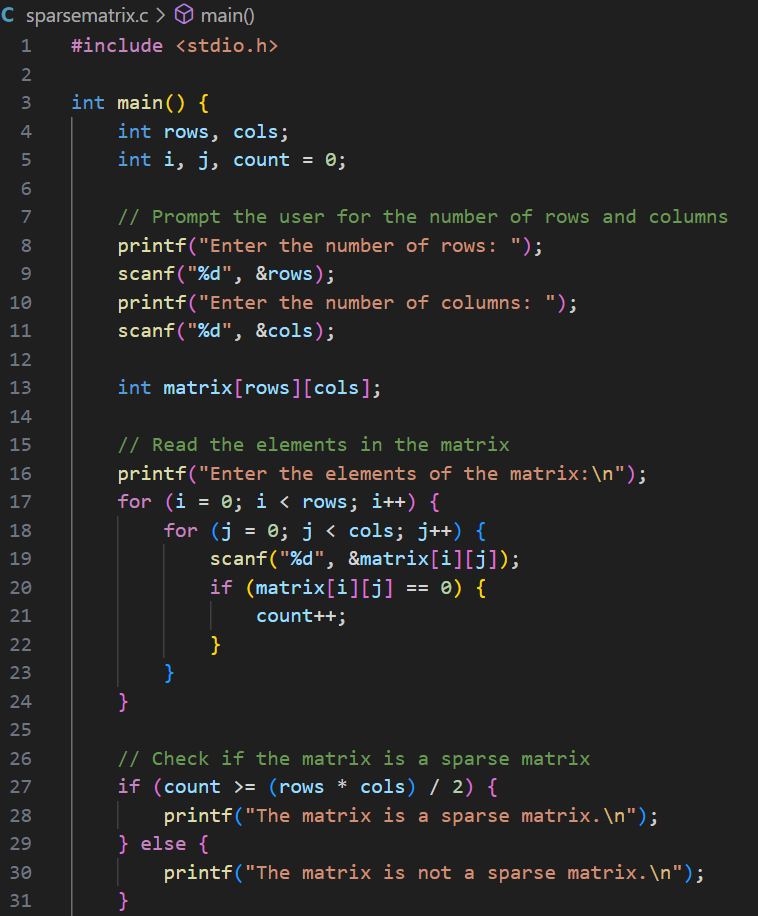 C sparsematrix.c > main()
1 #include <stdio.h>
2
3 int main() {
4     int rows, cols;
5     int i, j, count = 0;
6
7     // Prompt the user for the number of rows and columns
8     printf("Enter the number of rows: ");
9     scanf("%d", &rows);
10     printf("Enter the number of columns: ");
11     scanf("%d", &cols);
12
13     int matrix[rows][cols];
14
15     // Read the elements in the matrix
16     printf("Enter the elements of the matrix:\n");
17     for (i = 0; i < rows; i++) {
18         for (j = 0; j < cols; j++) {
19             scanf("%d", &matrix[i][j]);
20             if (matrix[i][j] == 0) {
21                 count++;
22             }
23         }
24     }
25
26     // Check if the matrix is a sparse matrix
27     if (count >= (rows * cols) / 2) {
28         printf("The matrix is a sparse matrix.\n");
29     } else {
30         printf("The matrix is not a sparse matrix.\n");
31     }